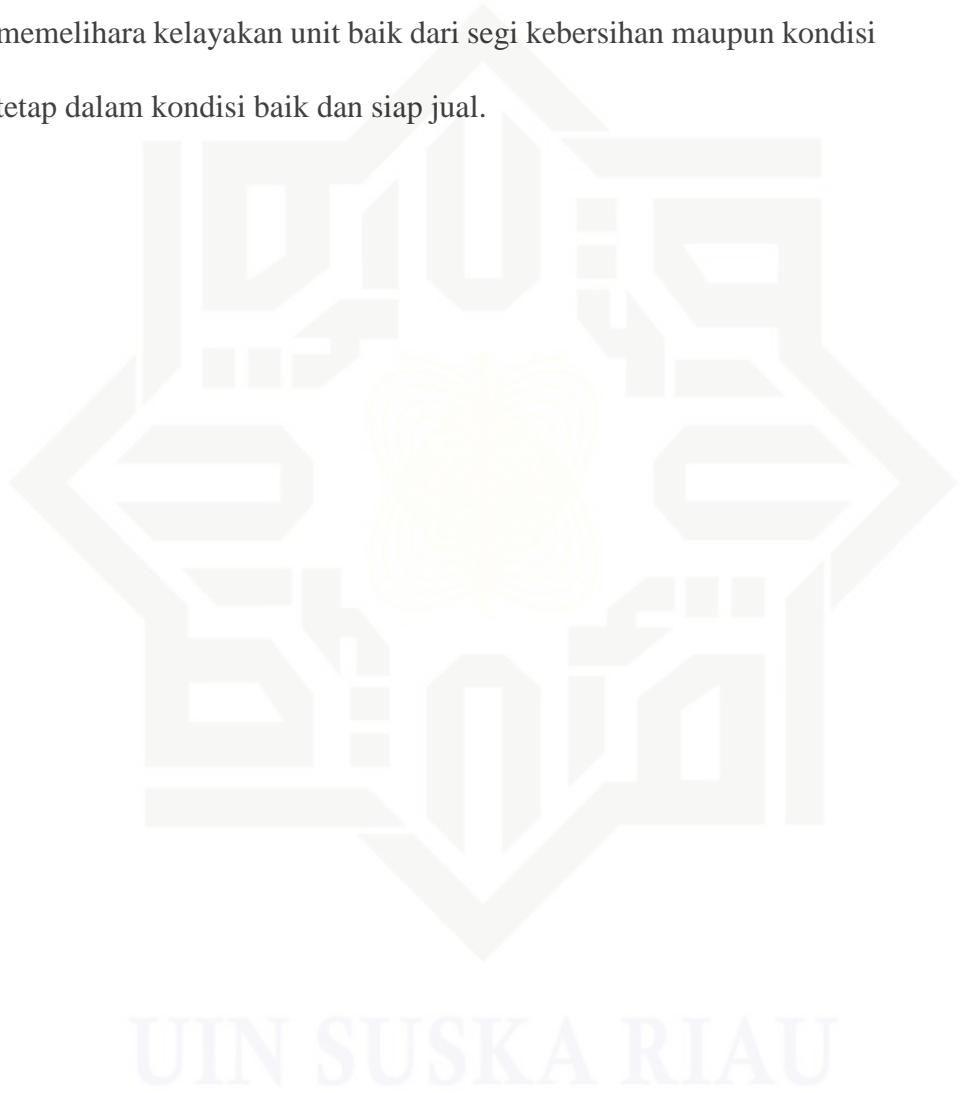 memelihara kelayakan unit baik dari segi kebersihan maupun kondisi
tetap dalam kondisi baik dan siap jual.
UIN SUSKA RIAU